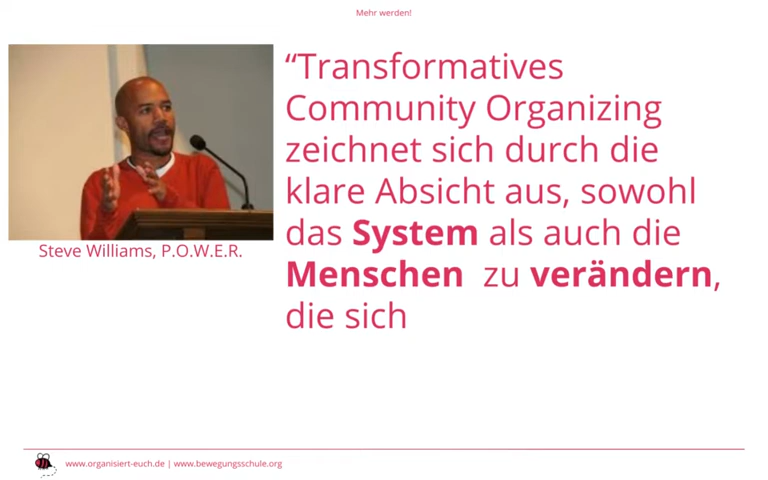 Mehr werden!
“Transformatives
Community Organizing
zeichnet sich durch die
klare Absicht aus, sowohl
das System als auch die
Menschen zu verändern,
die sich
Steve Williams, P.O.W.E.R.
www.organisiert-euch.de | www.bewegungsschule.org